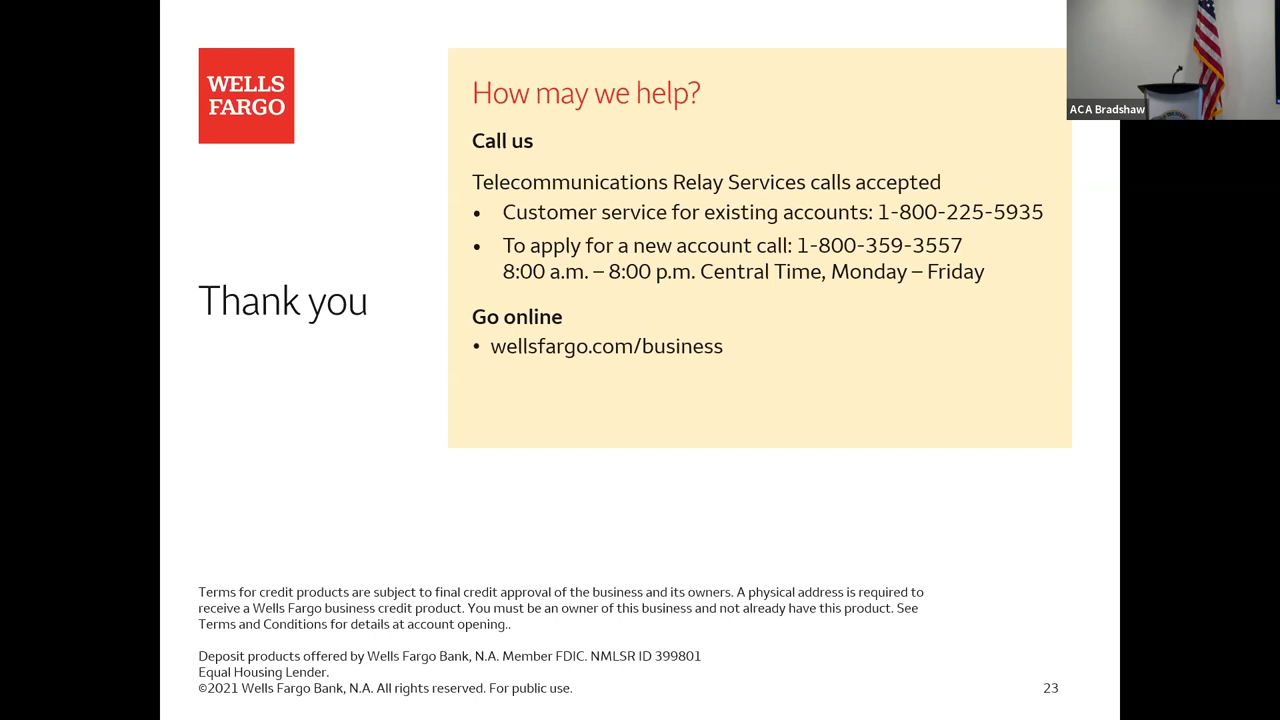 WELLS
FARGO
Thank you
How may we help?
Call us
Telecommunications Relay Services calls accepted
• Customer service for existing accounts: 1-800-225-5935
• To apply for a new account call: 1-800-359-3557
8:00 a.m. – 8:00 p.m. Central Time, Monday – Friday
Go online
• wellsfargo.com/business
ACA Bradshaw
Terms for credit products are subject to final credit approval of the business and its owners. A physical address is required to
receive a Wells Fargo business credit product. You must be an owner of this business and not already have this product. See
Terms and Conditions for details at account opening..
Deposit products offered by Wells Fargo Bank, N.A. Member FDIC. NMLSR ID 399801
Equal Housing Lender.
©2021 Wells Fargo Bank, N.A. All rights reserved. For public use.
23